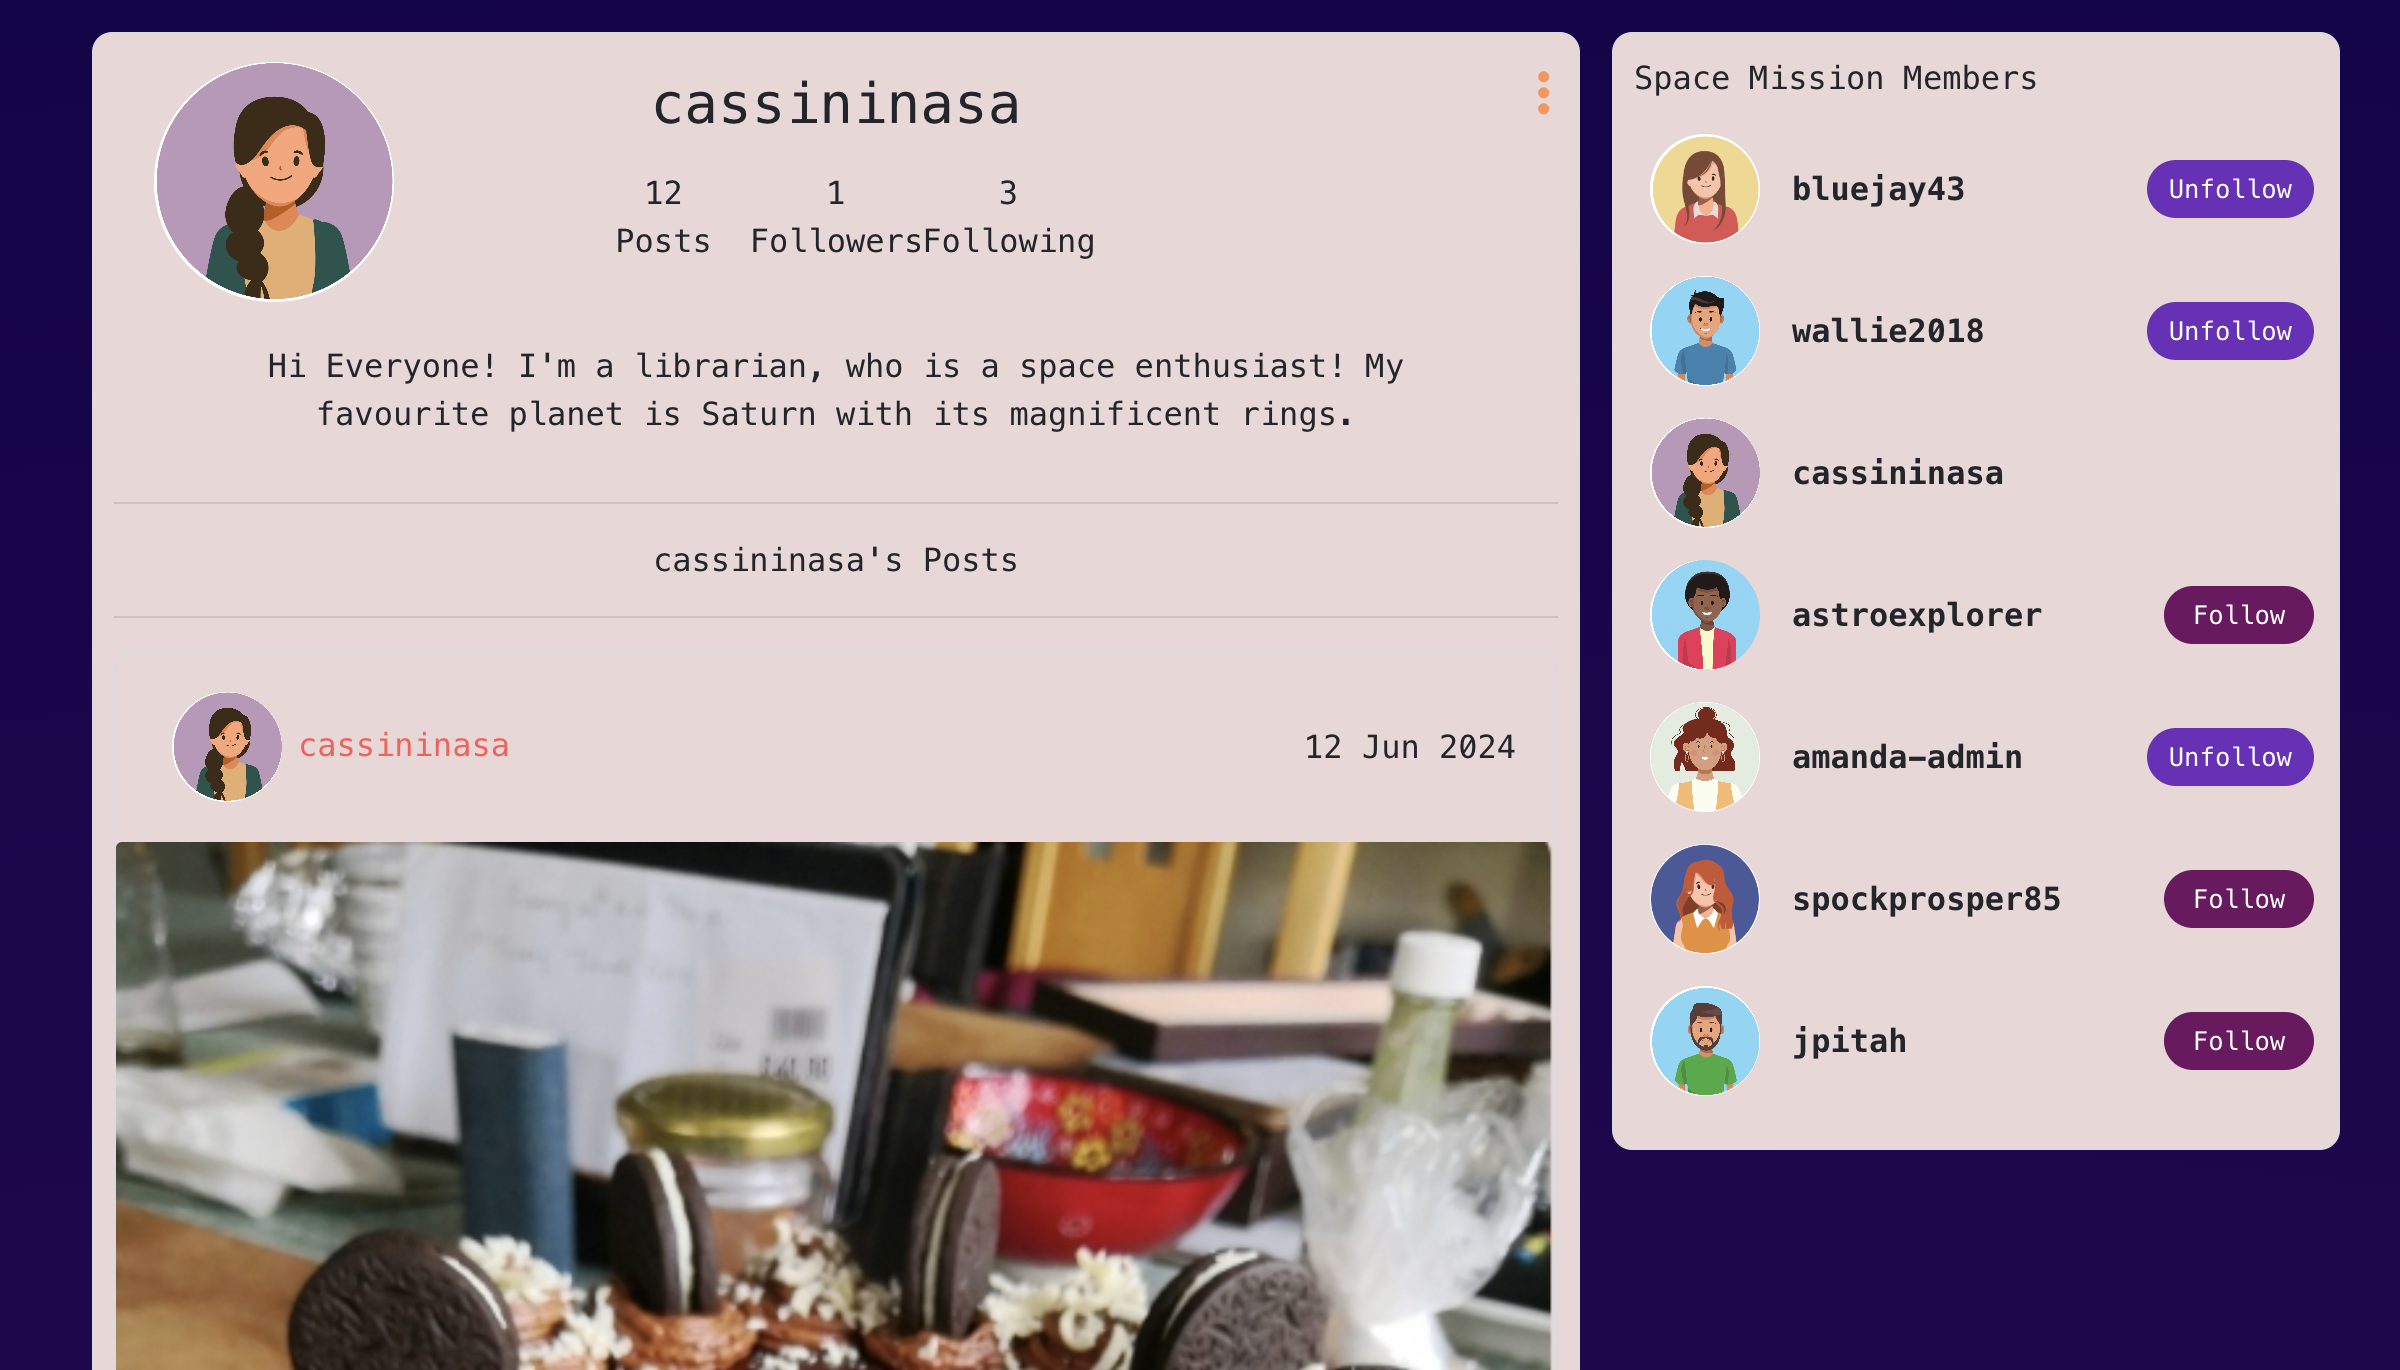 cassininasa
12 1 3
Posts Followers Following
Hi Everyone! I'm a librarian, who is a space enthusiast! My
favourite planet is Saturn with its magnificent rings.
cassininasa's Posts
cassininasa 12 Jun 2024
Space Mission Members
bluejay43 Unfollow
wallie2018 Unfollow
cassininasa
astroexplorer Follow
amanda-admin Unfollow
spockprosper85 Follow
jpitah Follow